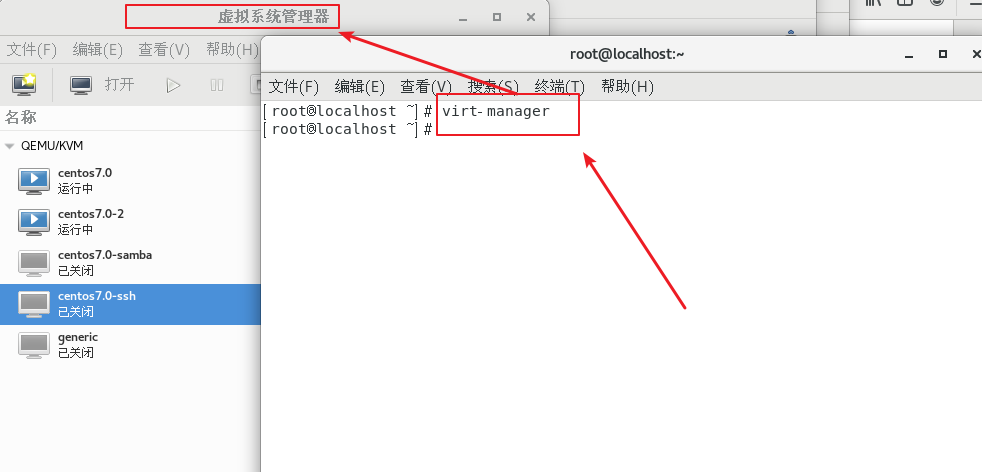 虚拟系统管理器
文件(F) 编辑(E) 查看(V) 帮助(H)
打开
名称
QEMU/KVM
centos7.0
运行中
centos7.0-2
运行中
centos7.0-samba
已关闭
centos7.0-ssh
已关闭
generic
已关闭
root@localhost:~
文件(F) 编辑(E) 查看(V) 搜索(S) 终端(T) 帮助(H)
[root@localhost ~]# virt-manager
[root@localhost ~]#